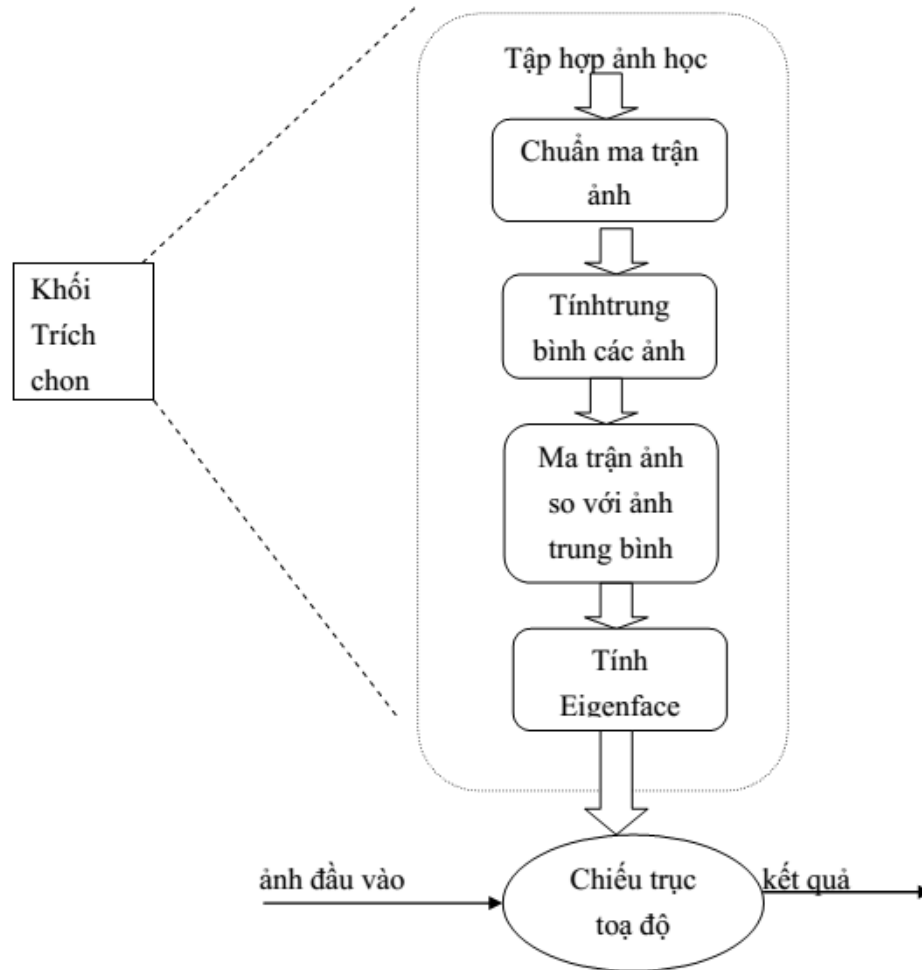 Tập hợp ảnh học
Chuẩn ma trận
ảnh
Khối
Trích
chon
Tínhtrung
bình các ảnh
Ma trận ảnh
so với ảnh
trung bình
Tính
Eigenface
ảnh đầu vào
Chiếu trục
toạ độ
kết quả